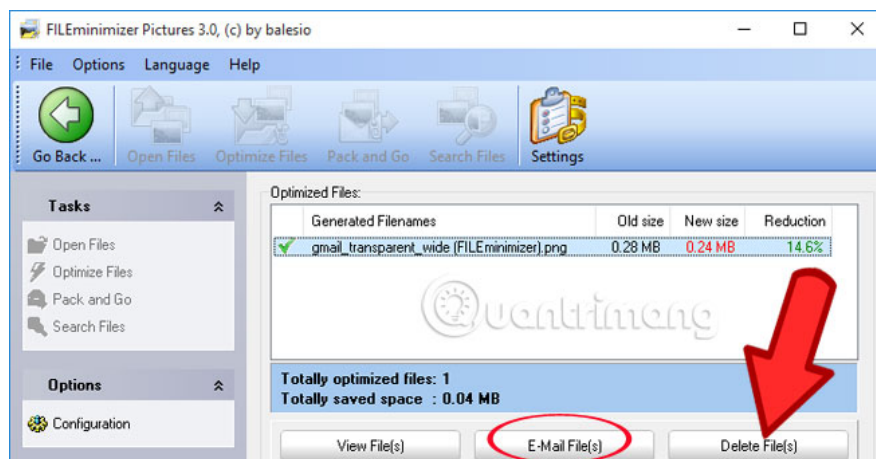 FILEminimizer Pictures 3.0, (c) by balesio
File Options Language Help
Go Back ... Open Files Optimize Files Pack and Go Search Files Settings
Tasks
Open Files
Optimize Files
Pack and Go
Search Files
Options
Configuration
Optimized Files:
Generated Filenames Old size New size Reduction
gmail_transparent_wide (FILEminimizer).png 0.28 MB 0.24 MB 14.6%
Quantrimang
Totally optimized files: 1
Totally saved space : 0.04 MB
View File(s) E-Mail File(s) Delete File(s)